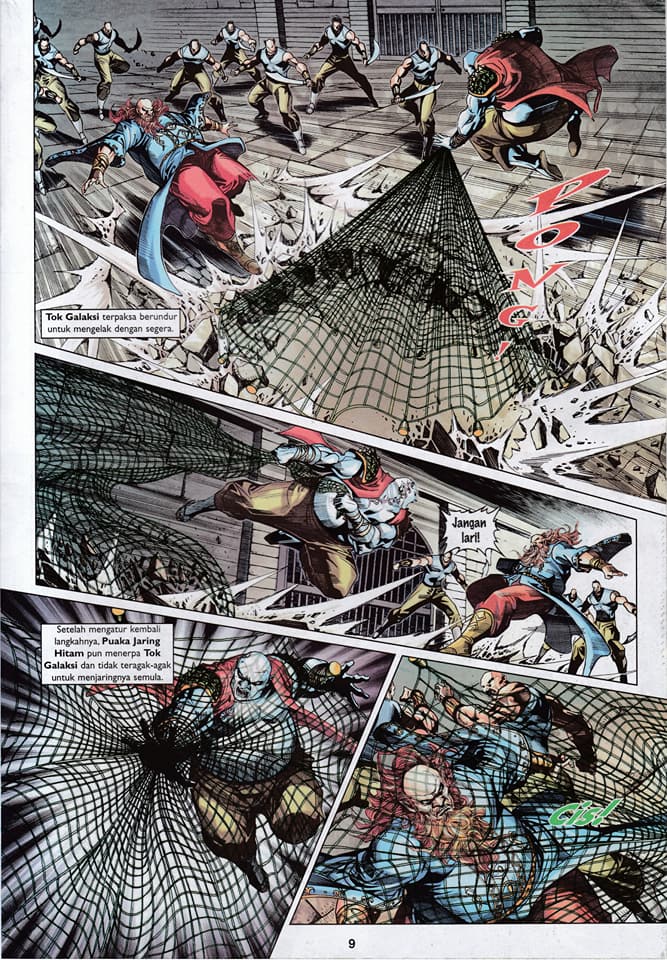 Tok Galaksi terpaksa berundur
untuk mengelak dengan segera.
PONG!
Jangan
lari!
Setelah mengatur kembali
langkahnya, Puaka Jaring
Hitam pun menerpa Tok
Galaksi dan tidak teragak-agak
untuk menjaringnya semula.
Cis!
9